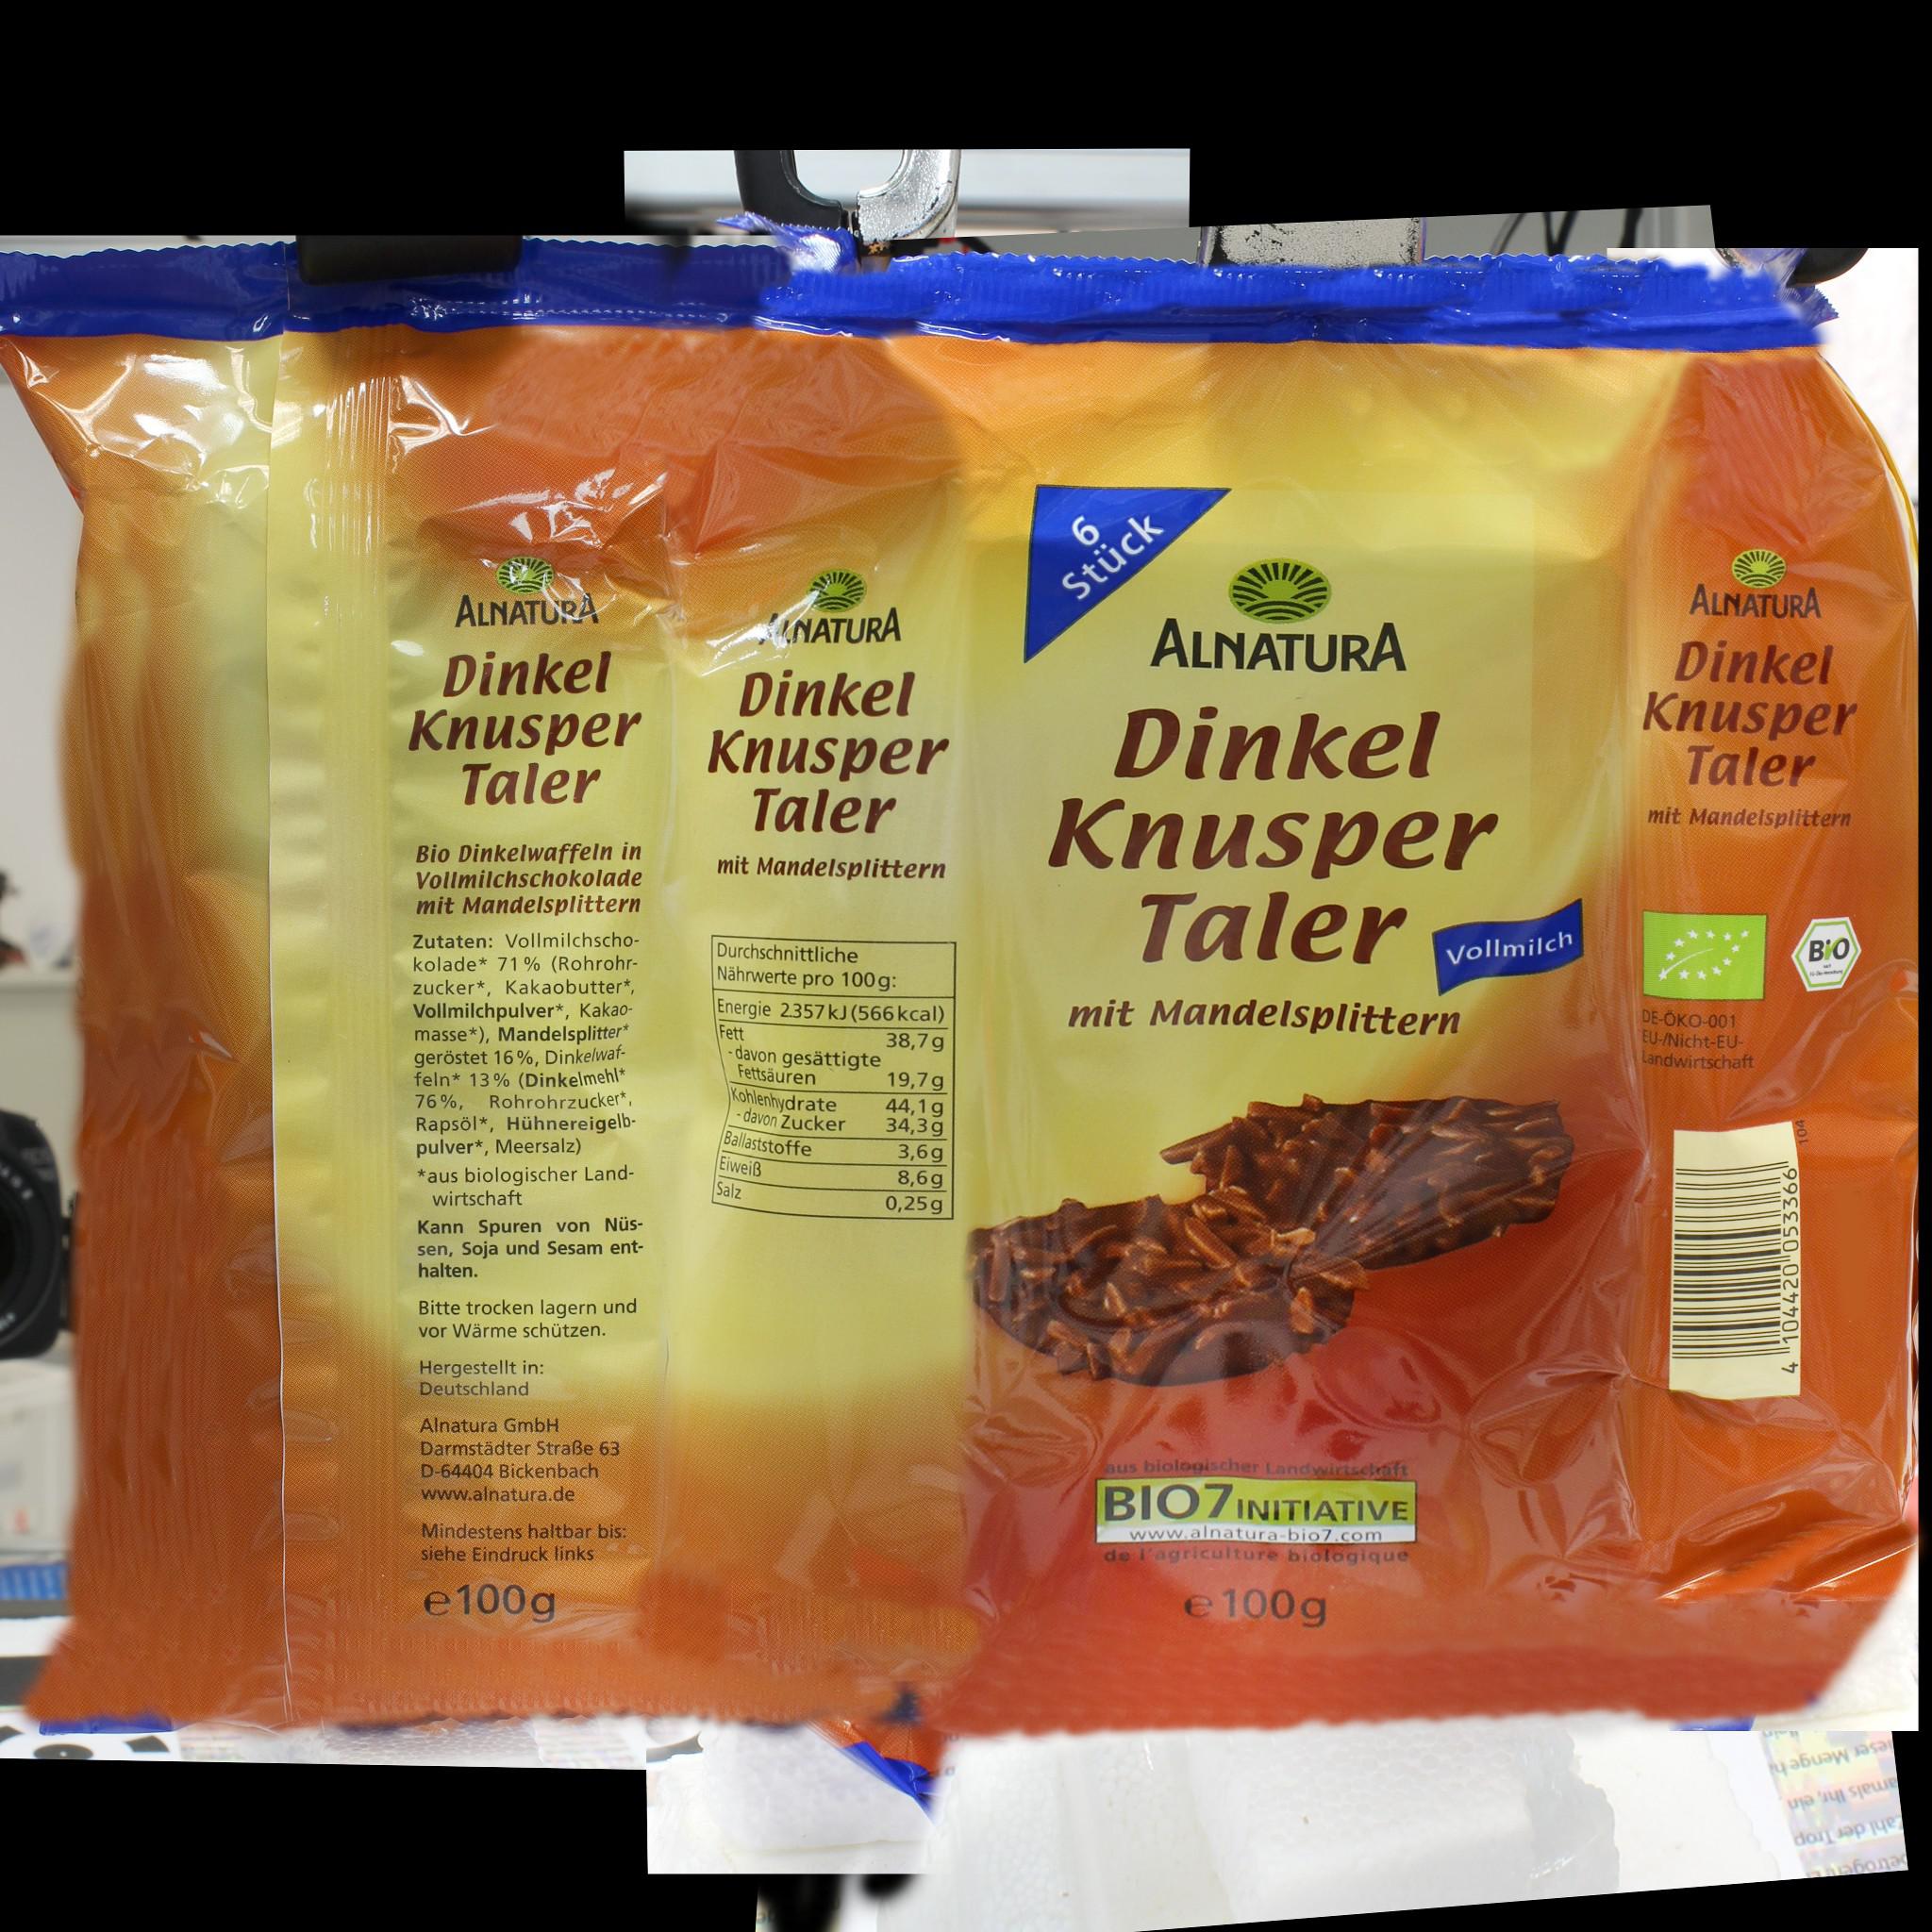 ALNATURA
Dinkel
Knusper
Taler
Bio Dinkelwaffeln in
Vollmilchschokolade
mit Mandelsplittern
Zutaten: Vollmilchscho-
kolade* 71% (Rohrohr-
zucker*, Kakaobutter*,
Vollmilchpulver*, Kakao-
masse*), Mandelsplitter*
geröstet 16%, Dinkelwaf-
feln* 13% (Dinkelmehl*
76%, Rohrohrzucker*,
Rapsöl*, Hühnereigelb-
pulver*, Meersalz)
*aus biologischer Land-
wirtschaft
Kann Spuren von Nüs-
sen, Soja und Sesam ent-
halten.
Bitte trocken lagern und
vor Wärme schützen.
Hergestellt in:
Deutschland
Alnatura GmbH
Darmstädter Straße 63
D-64404 Bickenbach
www.alnatura.de
Mindestens haltbar bis:
siehe Eindruck links
e100g
ALNATURA
Dinkel
Knusper
Taler
mit Mandelsplittern
Durchschnittliche
Nährwerte pro 100g:
Energie 2357kJ (566kcal)
Fett 38,7g
-davon gesättigte
Fettsäuren 19,7g
Kohlenhydrate 44,1g
-davon Zucker 34,3g
Ballaststoffe 3,6g
Eiweiß 8,6g
Salz 0,25g
6
Stück
ALNATURA
Dinkel
Knusper
Taler
Vollmilch
mit Mandelsplittern
aus biologischer Landwirtschaft
BIO7INITIATIVE
www.alnatura-bio7.com
de l'agriculture biologique
e100g
ALNATURA
Dinkel
Knusper
Taler
mit Mandelsplittern
BiO
DE-ÖKO-001
EU-/Nicht-EU-
Landwirtschaft
104
4 104420 053366